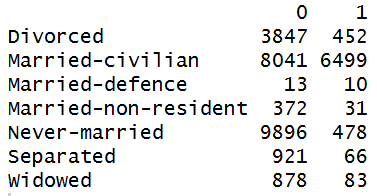 0 1
Divorced 3847 452
Married-civilian 8041 6499
Married-defence 13 10
Married-non-resident 372 31
Never-married 9896 478
Separated 921 66
Widowed 878 83